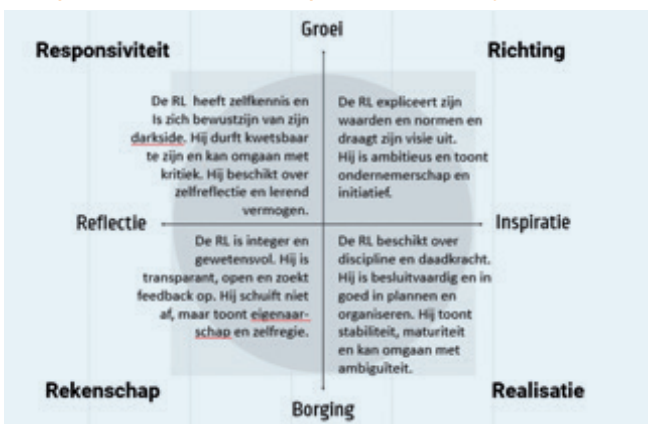 Groei
Responsiviteit
Richting
De RL heeft zelfkennis en
Is zich bewustzijn van zijn
darkside. Hij durft kwetsbaar
te zijn en kan omgaan met
kritiek. Hij beschikt over
zelfreflectie en lerend
vermogen.
De RL expliceert zijn
waarden en normen en
draagt zijn visie uit.
Hij is ambitieus en toont
ondernemerschap en
initiatief.
Reflectie
Inspiratie
De RL is integer en
gewetensvol. Hij is
transparant, open en zoekt
feedback op. Hij schuift niet
af, maar toont eigenaar-
schap en zelfregie.
De RL beschikt over
discipline en daadkracht.
Hij is besluitvaardig en in
goed in plannen en
organiseren. Hij toont
stabiliteit, maturiteit
en kan omgaan met
ambiguïteit.
Rekenschap
Realisatie
Borging